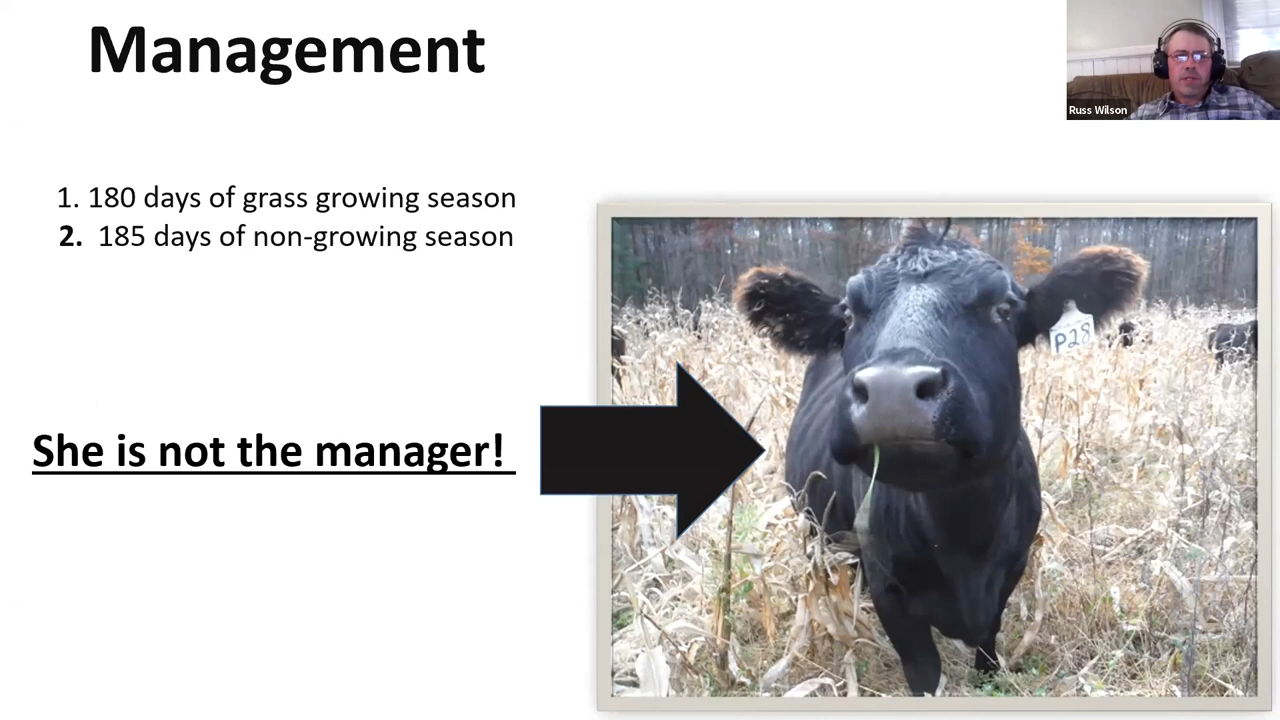 Management
Russ Wilson
1. 180 days of grass growing season
2. 185 days of non-growing season
P28
She is not the manager!